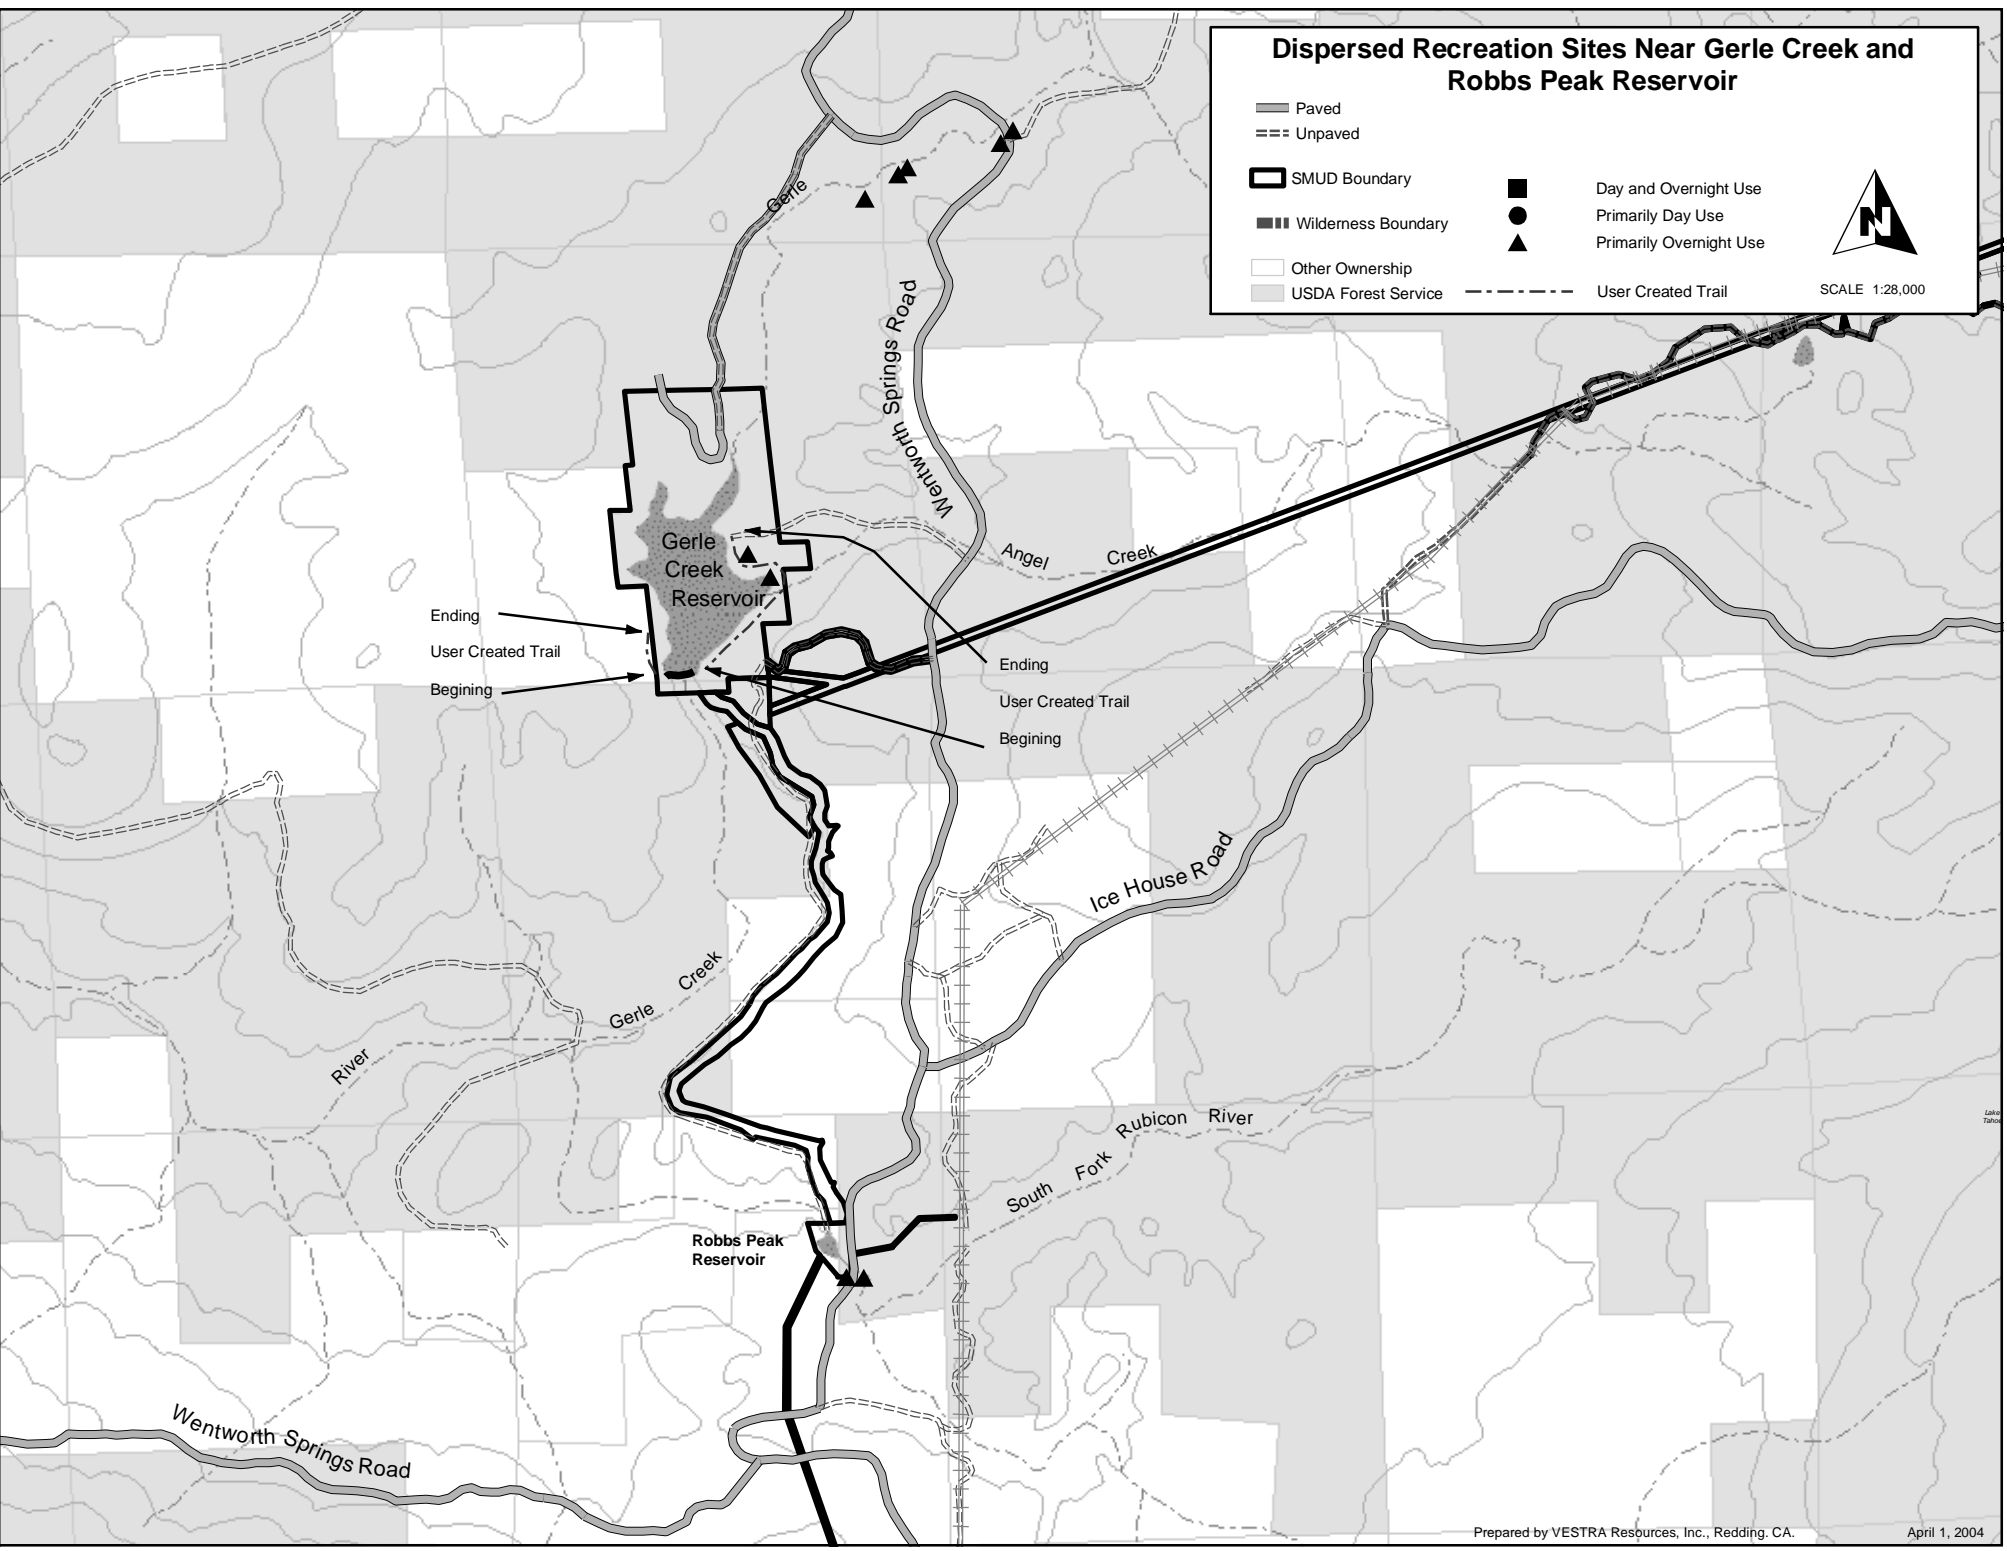 Dispersed Recreation Sites Near Gerle Creek and
Robbs Peak Reservoir
Paved
Unpaved
SMUD Boundary
Wilderness Boundary
Other Ownership
USDA Forest Service
Day and Overnight Use
Primarily Day Use
Primarily Overnight Use
User Created Trail
N
SCALE 1:28,000
Gerle
Wentworth Springs Road
Gerle
Creek
Reservoir
Angel Creek
Ending
User Created Trail
Begining
Ending
User Created Trail
Begining
Ice House Road
Gerle Creek
River
South Fork Rubicon River
Lake
Tahoe
Robbs Peak
Reservoir
Wentworth Springs Road
Prepared by VESTRA Resources, Inc., Redding. CA.
April 1, 2004